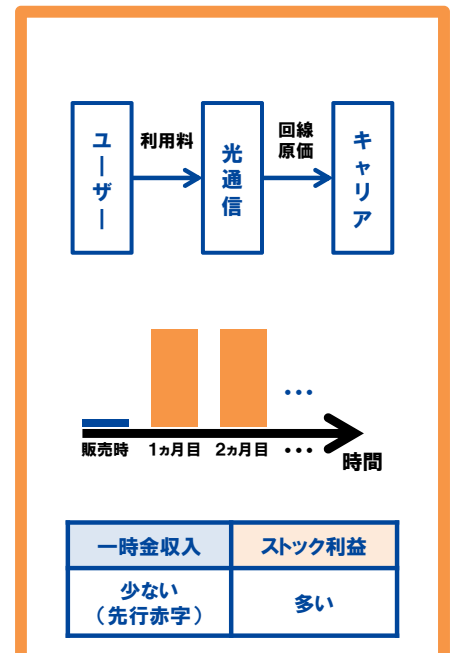 ユーザー
利用料
光通信
回線
原価
キャリア
...
販売時
1ヵ月目
2ヵ月目
...
時間
一時金収入
ストック利益
少ない
(先行赤字)
多い